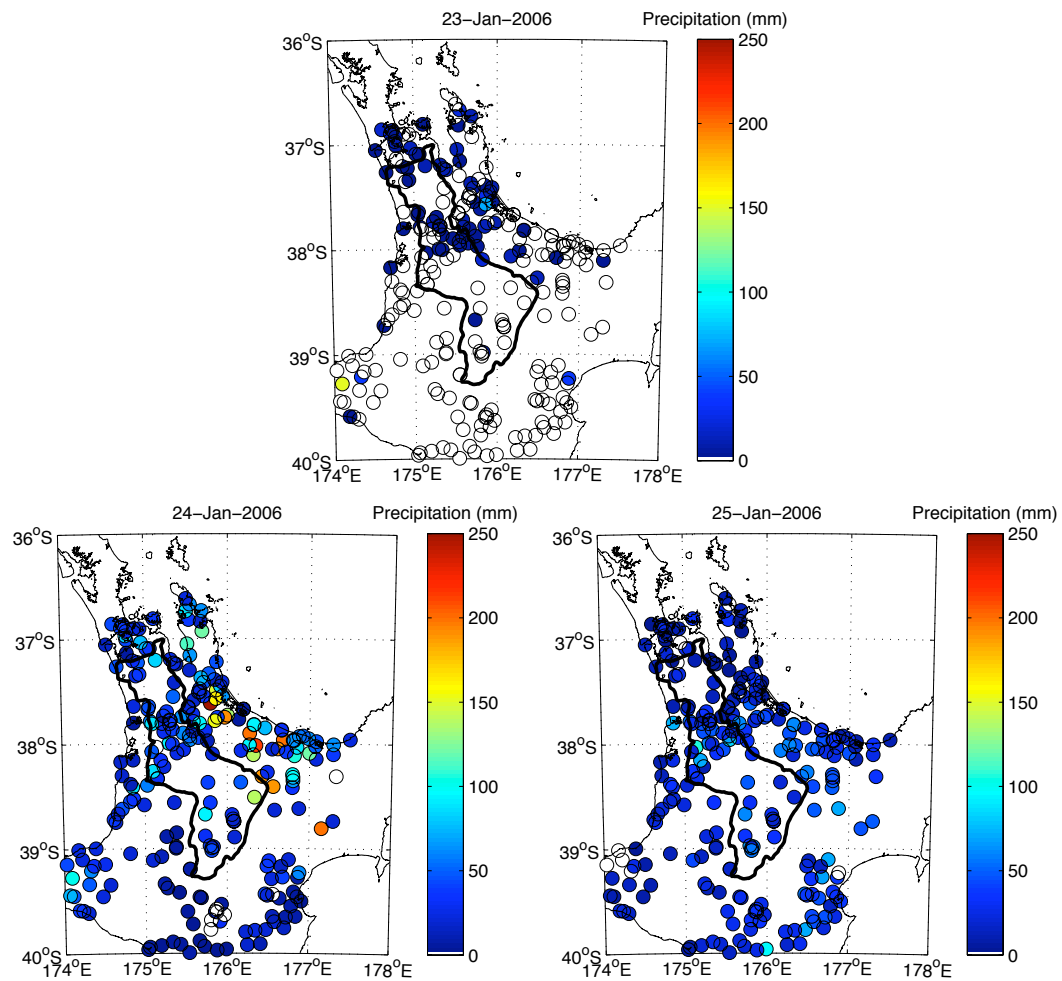 23-Jan-2006 Precipitation (mm)
36°S
37°S
38°S
39°S
40°S
174°E 175°E 176°E 177°E 178°E
250
200
150
100
50
0
24-Jan-2006 Precipitation (mm)
36°S
37°S
38°S
39°S
40°S
174°E 175°E 176°E 177°E 178°E
250
200
150
100
50
0
25-Jan-2006 Precipitation (mm)
36°S
37°S
38°S
39°S
40°S
174°E 175°E 176°E 177°E 178°E
250
200
150
100
50
0